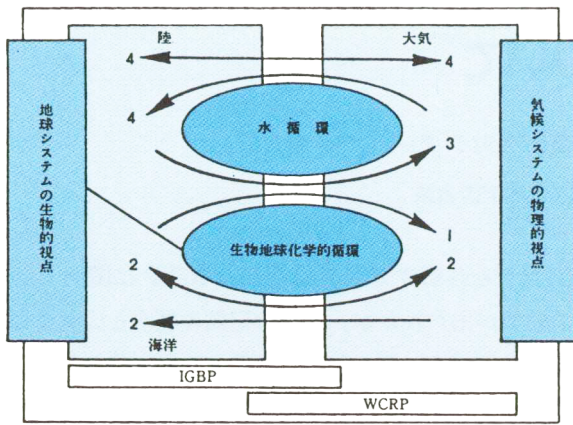 陸
大気
4
4
地球システムの生物的視点
気候システムの物理的視点
4
水循環
3
生物地球化学的循環
1
2
2
2
海洋
IGBP
WCRP